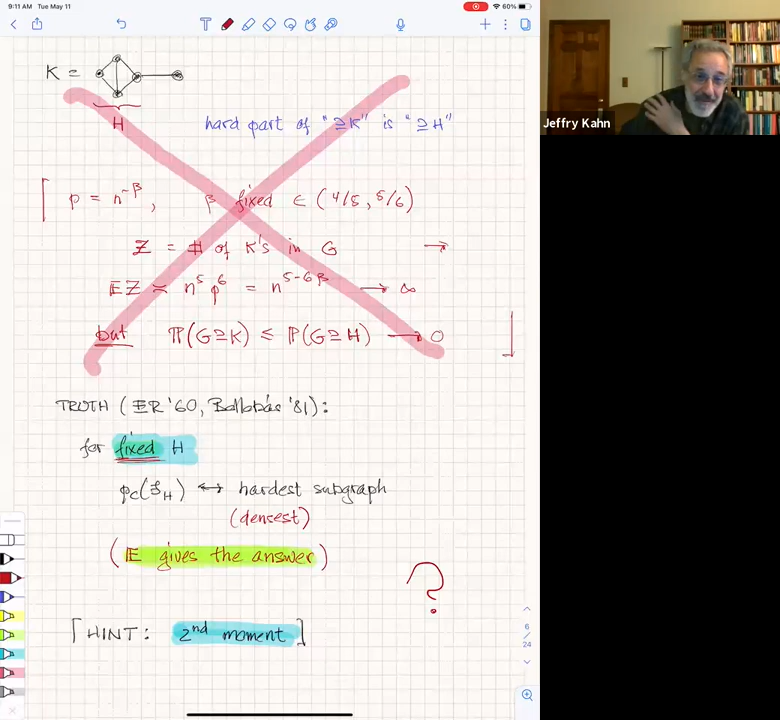 9:11 AM Tue May 11
60%
K =
H
hard part of "⊇K" is "⊇H"
p = n^{-β}, β fixed ∈ (4/5, 5/6)
Z = # of K's in G →
EZ ≍ n^5 p^6 = n^{5-6β} → ∞
but P(G⊇K) ≤ P(G⊇H) → 0
TRUTH (ER '60, Bollobás '81):
for fixed H
p_c(F_H) ↔ hardest subgraph
(densest)
(E gives the answer)
?
[HINT: 2nd moment]
6
/
24
Jeffry Kahn